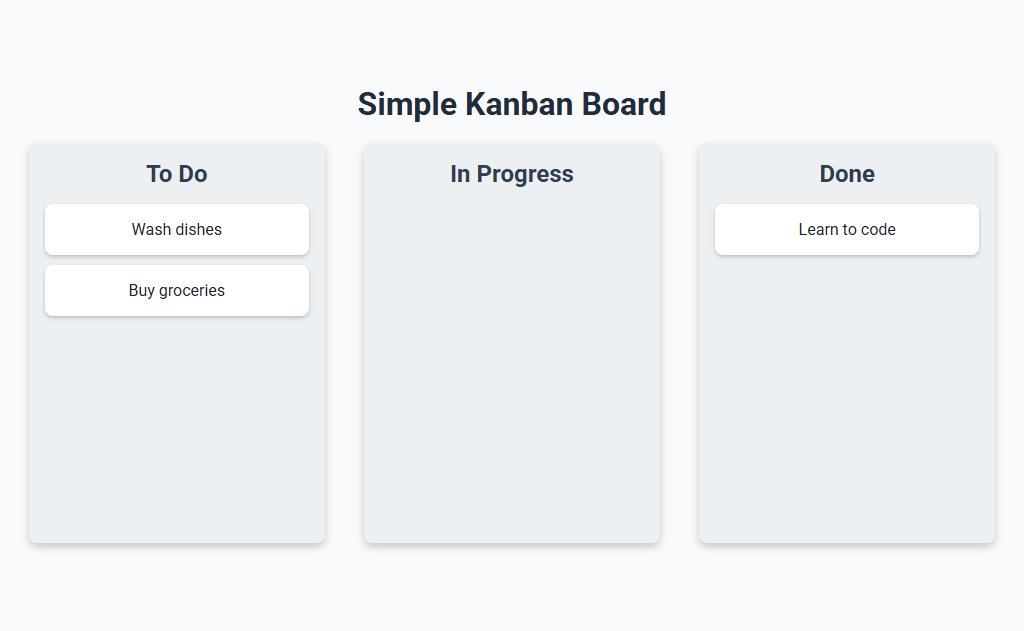 Simple Kanban Board
To Do
Wash dishes
Buy groceries
In Progress
Done
Learn to code